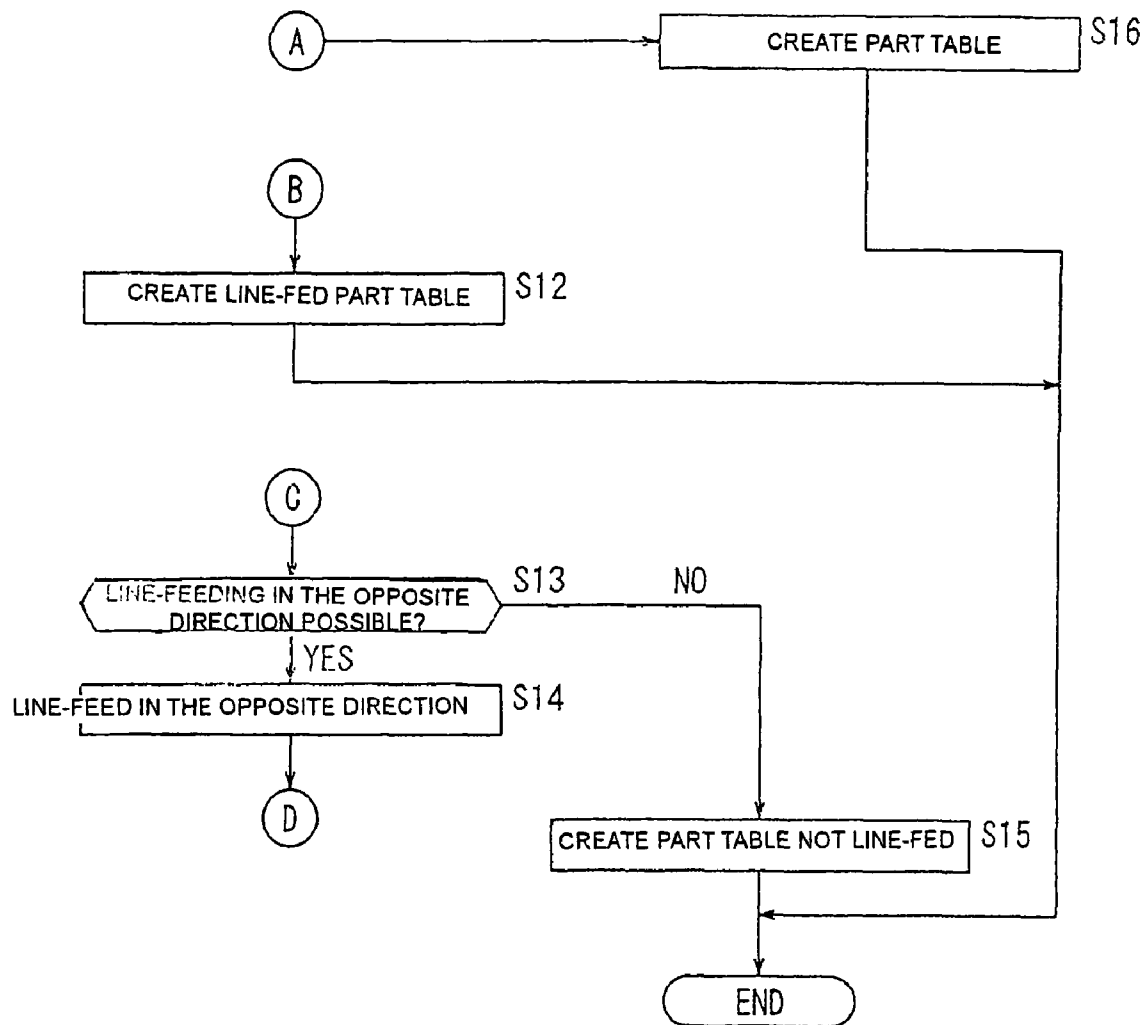 A
CREATE PART TABLE
S16
B
CREATE LINE-FED PART TABLE
S12
C
LINE-FEEDING IN THE OPPOSITE
DIRECTION POSSIBLE?
S13
NO
YES
LINE-FEED IN THE OPPOSITE DIRECTION
S14
D
CREATE PART TABLE NOT LINE-FED
S15
END